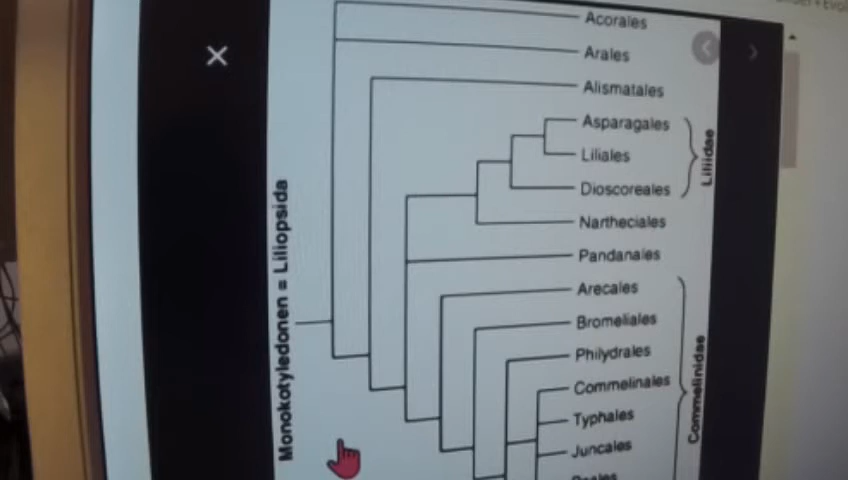 Acorales
Arales
Alismatales
Asparagales
Liliales
Dioscoreales
Liliidae
Nartheciales
Pandanales
Arecales
Bromeliales
Philydrales
Commelinales
Typhales
Juncales
Commelinidae
Monokotyledonen = Liliopsida